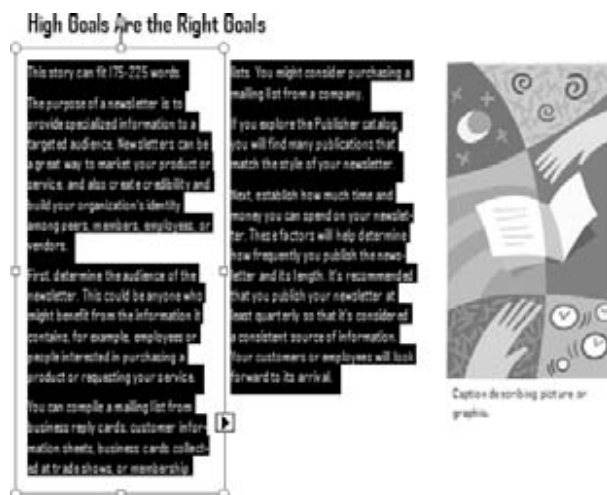 High Goals Are the Right Goals
This story can fit 175-225 words.
The purpose of a newsletter is to
provide specialized information to a
targeted audience. Newsletters can be
a great way to market your product or
service, and also create credibility and
build your organization's identity
among peers, members, employees, or
vendors.
First, determine the audience of the
newsletter. This could be anyone who
might benefit from the information it
contains, for example, employees or
people interested in purchasing a
product or requesting your service.
You can compile a mailing list from
business reply cards, customer infor-
mation sheets, business cards collect-
ed at trade shows, or membership
lists. You might consider purchasing a
mailing list from a company.
If you explore the Publisher catalog,
you will find many publications that
match the style of your newsletter.
Next, establish how much time and
money you can spend on your newslet-
ter. These factors will help determine
how frequently you publish the news-
letter and its length. It's recommended
that you publish your newsletter at
least quarterly so that it's considered
a consistent source of information.
Your customers or employees will look
forward to its arrival.
Caption describing picture or
graphic.